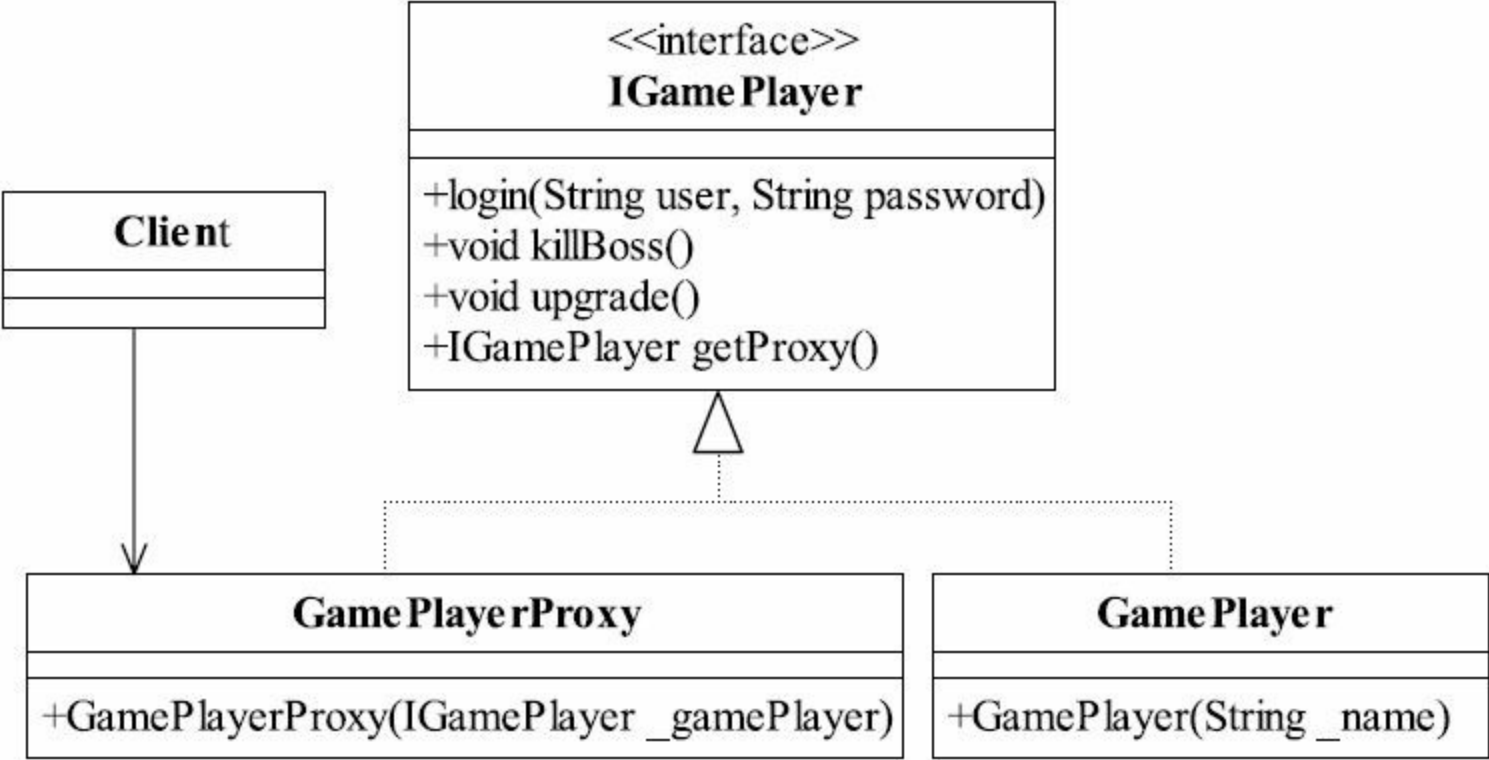 <<interface>>
IGamePlayer
+login(String user, String password)
+void killBoss()
+void upgrade()
+IGamePlayer getProxy()
Client
GamePlayerProxy
+GamePlayerProxy(IGamePlayer _gamePlayer)
GamePlayer
+GamePlayer(String _name)